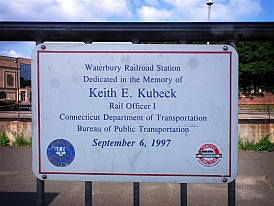 Waterbury Railroad Station
Dedicated in the Memory of
Keith E. Kubeck
Rail Officer I
Connecticut Department of Transportation
Bureau of Public Transportation
September 6, 1997